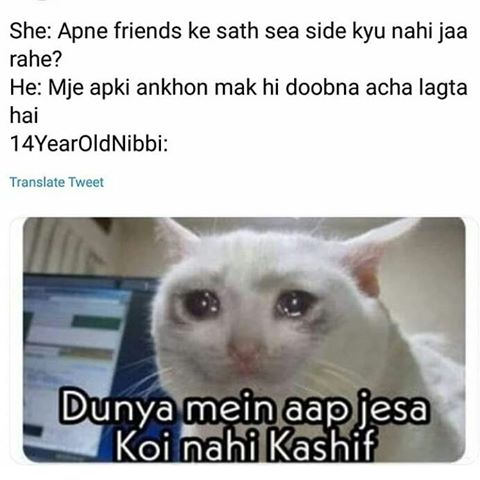 She: Apne friends ke sath sea side kyu nahi jaa
rahe?
He: Mje apki ankhon mak hi doobna acha lagta
hai
14YearOldNibbi:
Translate Tweet
Dunya mein aap jesa
Koi nahi Kashif